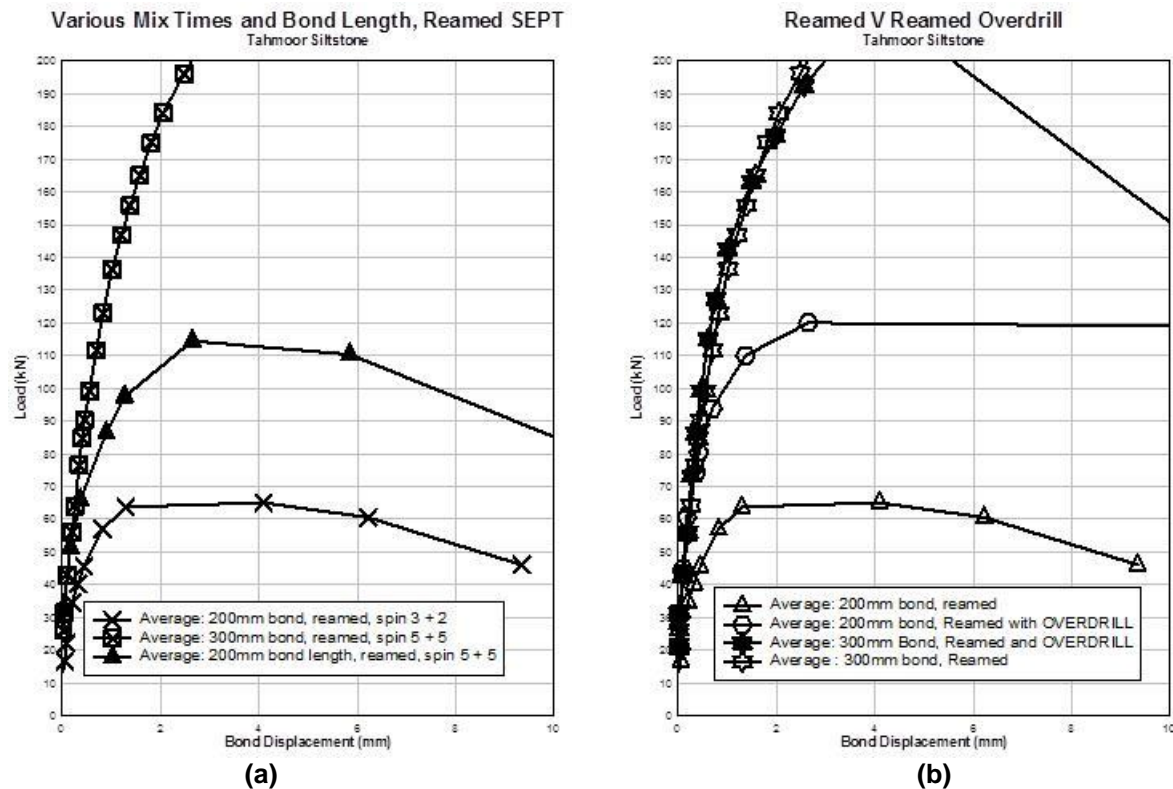 Various Mix Times and Bond Length, Reamed SEPT
Tahmoor Siltstone
Load (kN)
200
190
180
170
160
150
140
130
120
110
100
90
80
70
60
50
40
30
20
10
0
Average: 200mm bond, reamed, spin 3 + 2
Average: 300mm bond, reamed, spin 5 + 5
Average: 200mm bond length, reamed, spin 5 + 5
0 2 4 6 8 10
Bond Displacement (mm)
(a)
Reamed V Reamed Overdrill
Tahmoor Siltstone
Load (kN)
200
190
180
170
160
150
140
130
120
110
100
90
80
70
60
50
40
30
20
10
0
Average: 200mm bond, reamed
Average: 200mm bond, Reamed with OVERDRILL
Average: 300mm Bond, Reamed and OVERDRILL
Average : 300mm bond, Reamed
0 2 4 6 8 10
Bond Displacement (mm)
(b)